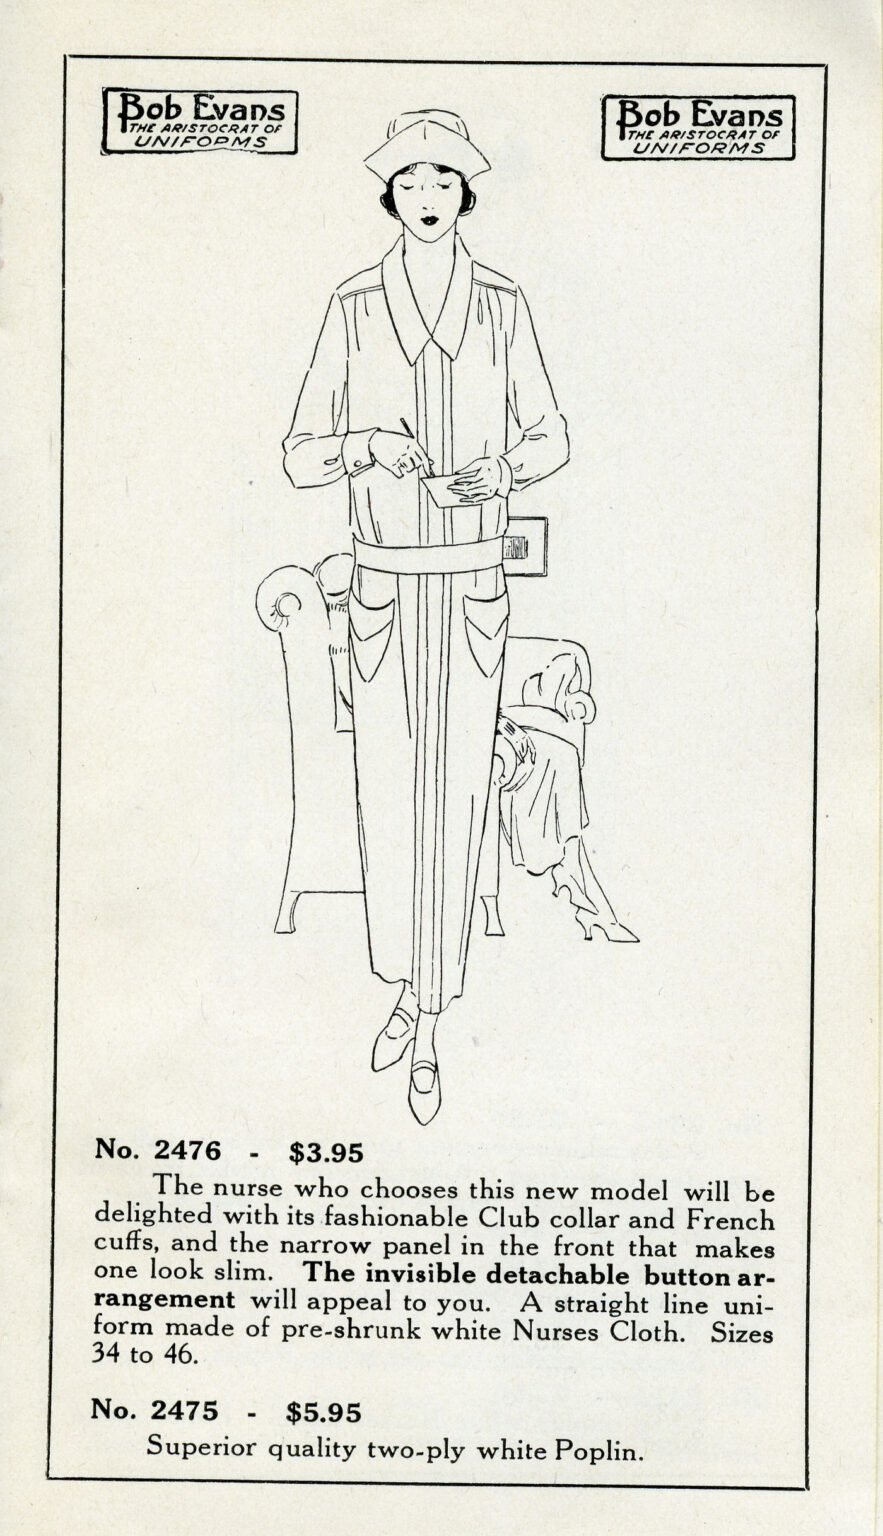 Bob Evans
THE ARISTOCRAT OF
UNIFORMS
Bob Evans
THE ARISTOCRAT OF
UNIFORMS
No. 2476 - $3.95
The nurse who chooses this new model will be
delighted with its fashionable Club collar and French
cuffs, and the narrow panel in the front that makes
one look slim. The invisible detachable button ar-
rangement will appeal to you. A straight line uni-
form made of pre-shrunk white Nurses Cloth. Sizes
34 to 46.
No. 2475 - $5.95
Superior quality two-ply white Poplin.